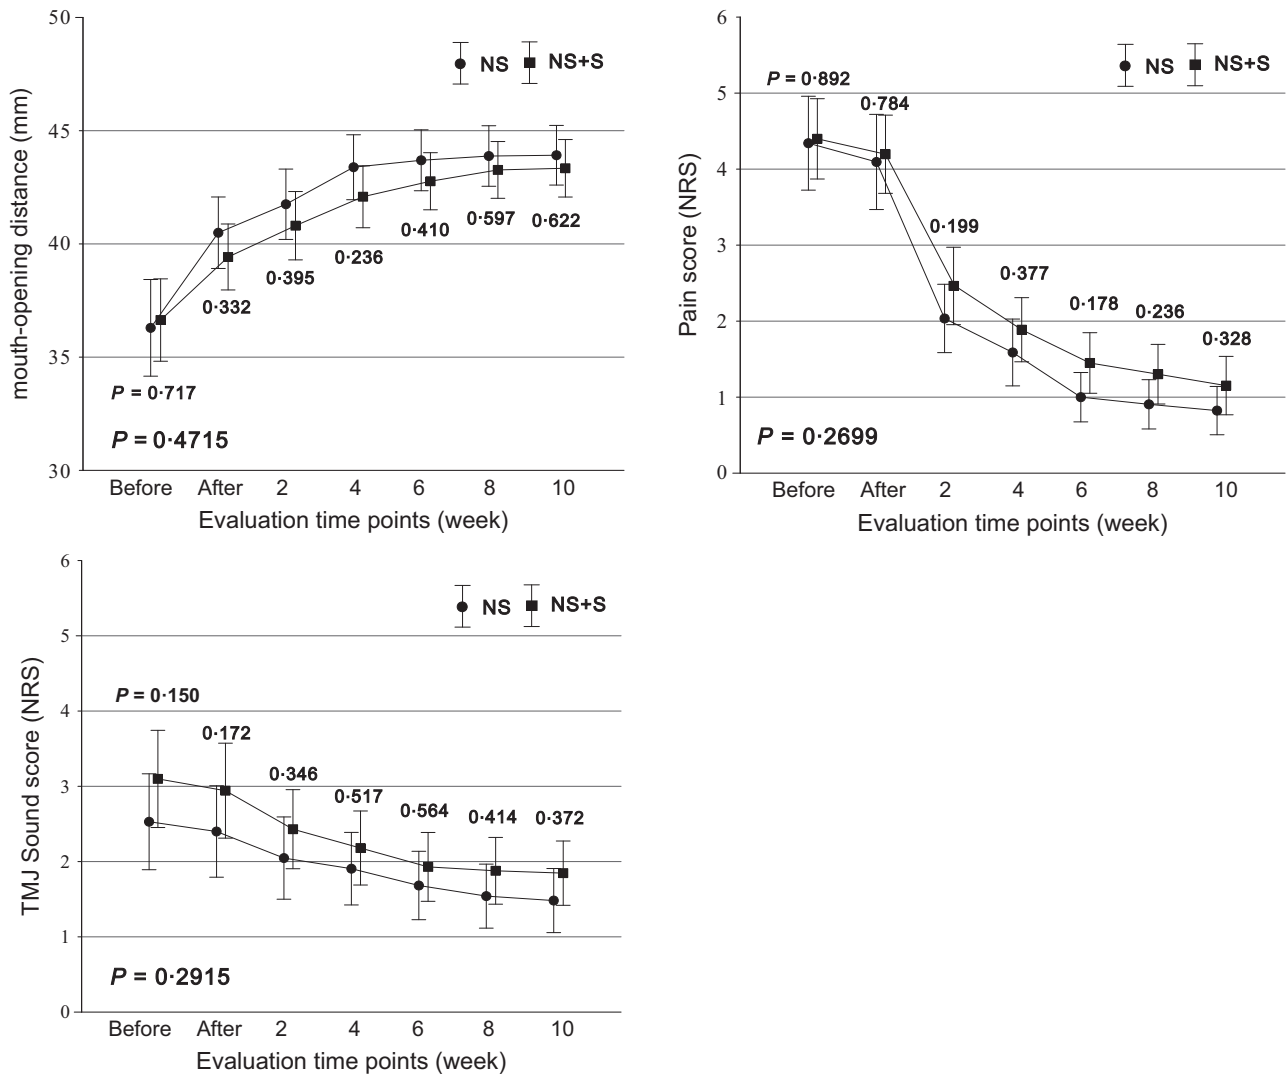 mouth-opening distance (mm)
50
45
40
35
30
NS NS+S
P = 0·717
0·332
0·395
0·236
0·410
0·597
0·622
P = 0·4715
Before After 2 4 6 8 10
Evaluation time points (week)
Pain score (NRS)
6
5
4
3
2
1
0
NS NS+S
P = 0·892
0·784
0·199
0·377
0·178
0·236
0·328
P = 0·2699
Before After 2 4 6 8 10
Evaluation time points (week)
TMJ Sound score (NRS)
6
5
4
3
2
1
0
NS NS+S
P = 0·150
0·172
0·346
0·517
0·564
0·414
0·372
P = 0·2915
Before After 2 4 6 8 10
Evaluation time points (week)